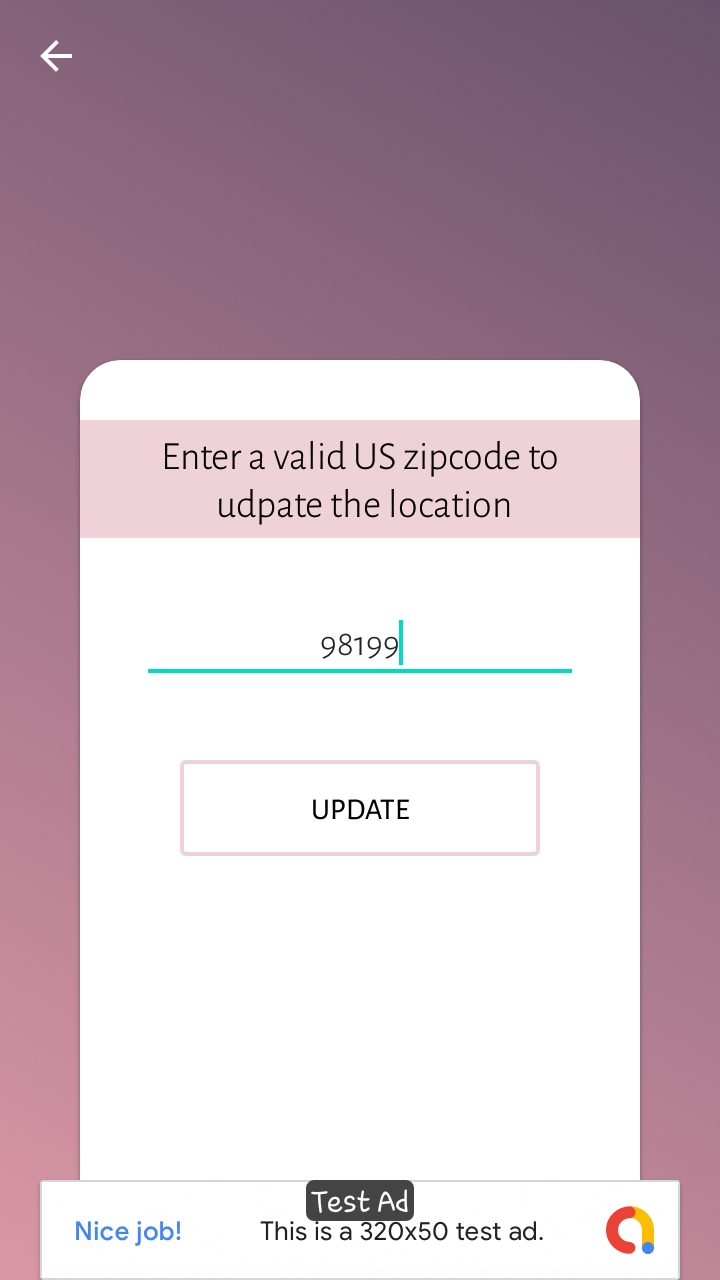 Enter a valid US zipcode to
udpate the location
98199
UPDATE
Test Ad
Nice job!
This is a 320x50 test ad.